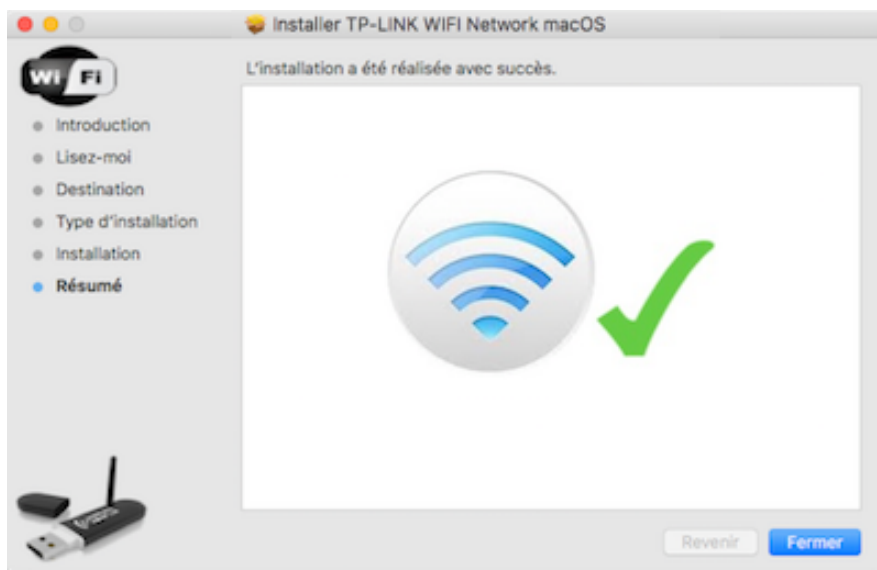 Installer TP-LINK WIFI Network macOS
Wi Fi
L'installation a été réalisée avec succès.
Introduction
Lisez-moi
Destination
Type d'installation
Installation
Résumé
Revenir
Fermer